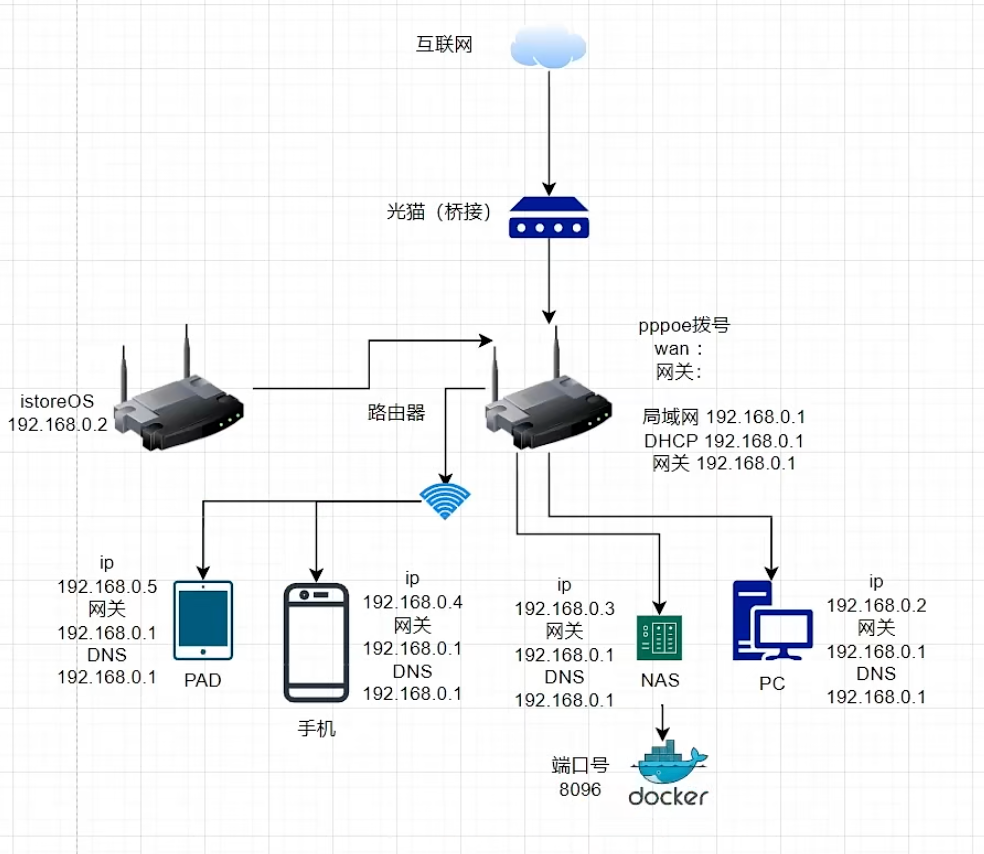 互联网
光猫（桥接）
pppoe拨号
wan：
网关：
局域网 192.168.0.1
DHCP 192.168.0.1
网关 192.168.0.1
istoreOS
192.168.0.2
路由器
ip
192.168.0.5
网关
192.168.0.1
DNS
192.168.0.1
PAD
ip
192.168.0.4
网关
192.168.0.1
DNS
192.168.0.1
手机
ip
192.168.0.3
网关
192.168.0.1
DNS
192.168.0.1
NAS
ip
192.168.0.2
网关
192.168.0.1
DNS
192.168.0.1
PC
端口号
8096
docker